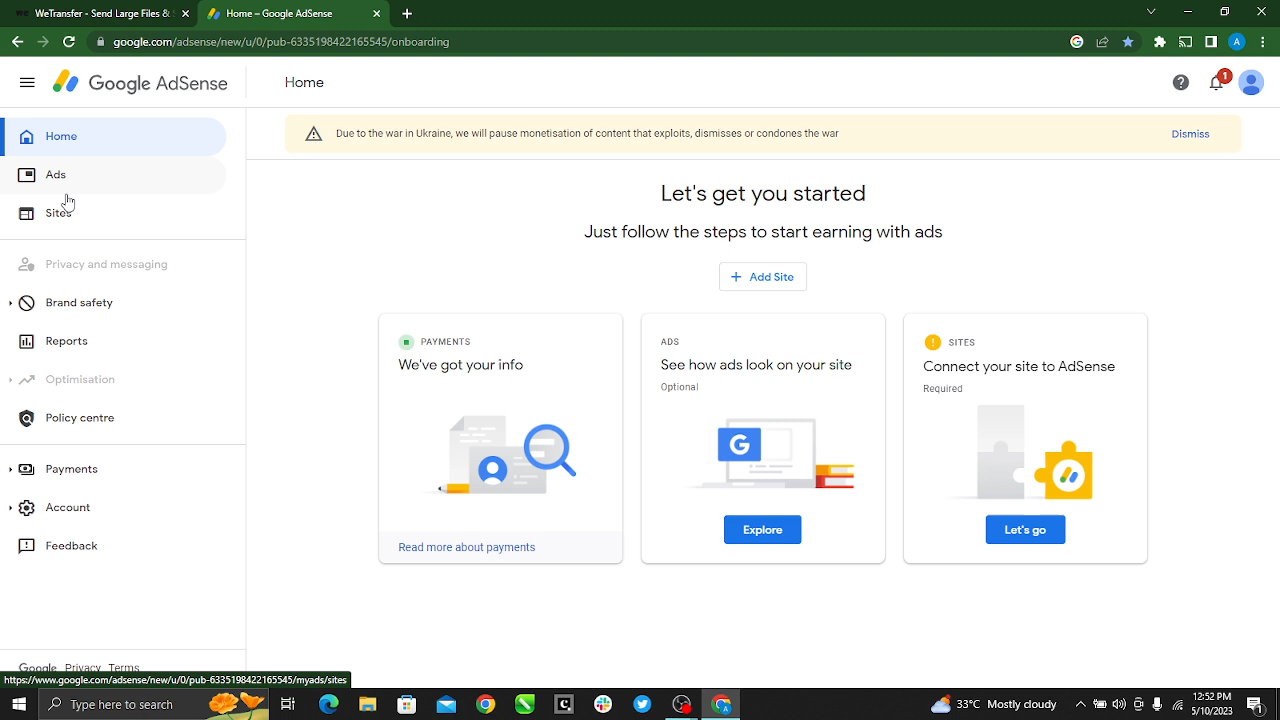 WeTransfer - Send Large Files &
Home – Google AdSense
google.com/adsense/new/u/0/pub-6335198422165545/onboarding
A
Google AdSense
Home
1
Home
Ads
Sites
Privacy and messaging
Brand safety
Reports
Optimisation
Policy centre
Payments
Account
Feedback
Google Privacy Terms
Due to the war in Ukraine, we will pause monetisation of content that exploits, dismisses or condones the war
Dismiss
Let's get you started
Just follow the steps to start earning with ads
+ Add Site
PAYMENTS
We've got your info
Read more about payments
ADS
See how ads look on your site
Optional
G
Explore
SITES
Connect your site to AdSense
Required
Let's go
https://www.google.com/adsense/new/u/0/pub-6335198422165545/myads/sites
Type here to search
33°C Mostly cloudy
12:52 PM
5/10/2023
1